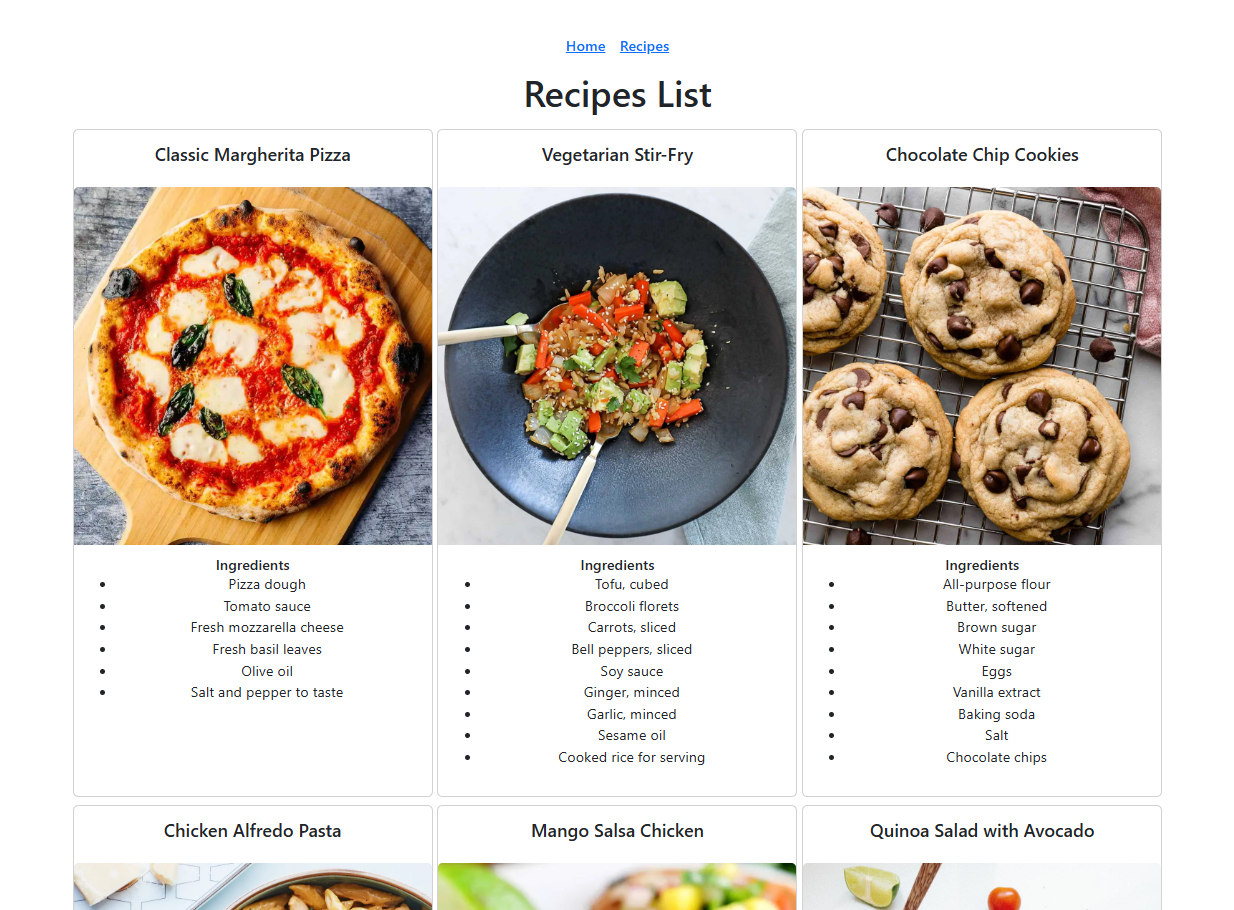 Home Recipes
Recipes List
Classic Margherita Pizza
Ingredients
Pizza dough
Tomato sauce
Fresh mozzarella cheese
Fresh basil leaves
Olive oil
Salt and pepper to taste
Vegetarian Stir-Fry
Ingredients
Tofu, cubed
Broccoli florets
Carrots, sliced
Bell peppers, sliced
Soy sauce
Ginger, minced
Garlic, minced
Sesame oil
Cooked rice for serving
Chocolate Chip Cookies
Ingredients
All-purpose flour
Butter, softened
Brown sugar
White sugar
Eggs
Vanilla extract
Baking soda
Salt
Chocolate chips
Chicken Alfredo Pasta
Mango Salsa Chicken
Quinoa Salad with Avocado